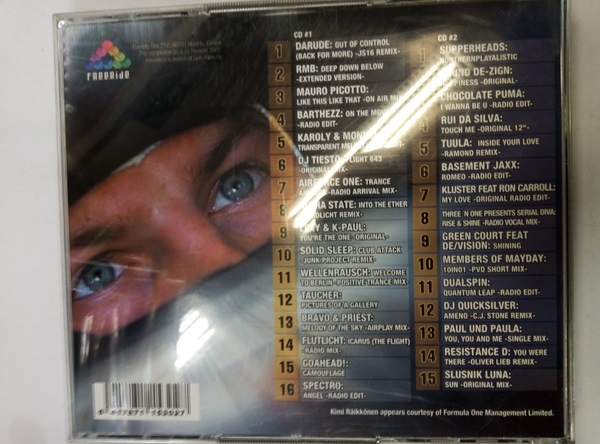 FREERIDE
CD #1
1 DARUDE: OUT OF CONTROL
(BACK FOR MORE) -JS16 REMIX-
2 RMB: DEEP DOWN BELOW
-EXTENDED VERSION-
3 MAURO PICOTTO:
LIKE THIS LIKE THAT -ON AIR MIX-
4 BARTHEZZ: ON THE MOVE
-RADIO EDIT-
5 KAROLY &
TRANSPARENT
6 DJ TIESTO: FLIGHT 643
-ORIGINAL MIX-
7 AIRFORCE ONE: TRANCE
-RADIO ARRIVAL MIX-
8 STATE: INTO THE ETHER
REMIX-
9 & K-PAUL:
YOU'RE THE ONE -ORIGINAL-
10 SOLID SLEEP: CLUB ATTACK
-JUNK PROJECT REMIX-
11 WELLENRAUSCH: WELCOME
TO BERLIN -POSITIVE TRANCE MIX-
12 TAUCHER:
PICTURES OF A GALLERY
13 BRAVO & PRIEST:
MELODY OF THE SKY -AIRPLAY MIX-
14 FLUTLICHT: ICARUS (THE FLIGHT)
-RADIO MIX-
15 GOAHEAD!:
CAMOUFLAGE
16 SPECTRO:
ANGEL -RADIO EDIT-
CD #2
1 SUPPERHEADS:
NORTHERNPLAYALISTIC
DE-ZIGN:
HAPPINESS -ORIGINAL-
CHOCOLATE PUMA:
I WANNA BE U -RADIO EDIT-
4 RUI DA SILVA:
TOUCH ME -ORIGINAL 12"-
5 TUULA: INSIDE YOUR LOVE
-RAMOND REMIX-
6 BASEMENT JAXX:
ROMEO -RADIO EDIT-
7 KLUSTER FEAT RON CARROLL:
MY LOVE -ORIGINAL RADIO EDIT-
8 THREE 'N ONE PRESENTS SERIAL DIVA:
RISE & SHINE -RADIO VOCAL MIX-
9 GREEN COURT FEAT
DE/VISION: SHINING
10 MEMBERS OF MAYDAY:
10IN01 -PVD SHORT MIX-
11 DUALSPIN:
QUANTUM LEAP -RADIO EDIT-
12 DJ QUICKSILVER:
AMENO -C.J. STONE REMIX-
13 PAUL UND PAULA:
YOU, YOU AND ME -SINGLE MIX-
14 RESISTANCE D: YOU WERE
THERE -OLIVER LIEB REMIX-
15 SLUSNIK LUNA:
SUN -ORIGINAL MIX-
Kimi Räikkönen appears courtesy of Formula One Management Limited.